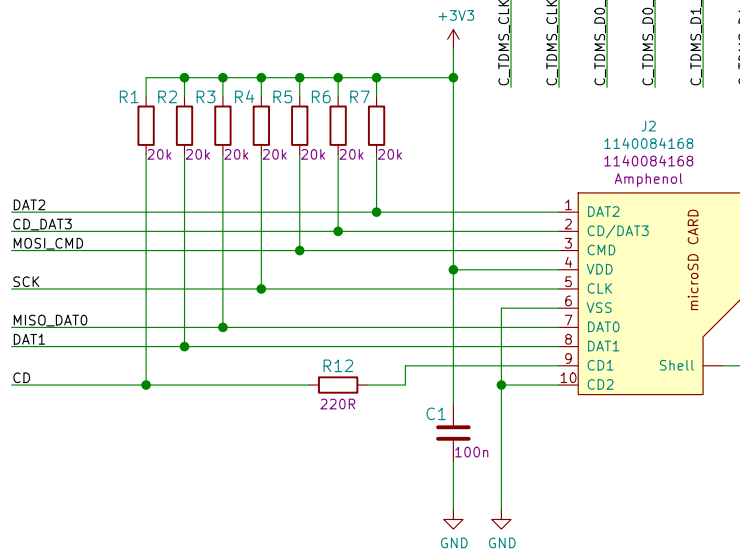 +3V3
C_TDMS_CLK
C_TDMS_CLK
C_TDMS_D0
C_TDMS_D0
C_TDMS_D1
R1
R2
R3
R4
R5
R6
R7
20k
20k
20k
20k
20k
20k
20k
J2
1140084168
1140084168
Amphenol
DAT2
1
DAT2
CD_DAT3
2
CD/DAT3
MOSI_CMD
3
CMD
4
VDD
SCK
5
CLK
6
VSS
MISO_DAT0
7
DAT0
DAT1
8
DAT1
9
CD1
CD
10
CD2
microSD CARD
Shell
R12
220R
C1
100n
GND
GND